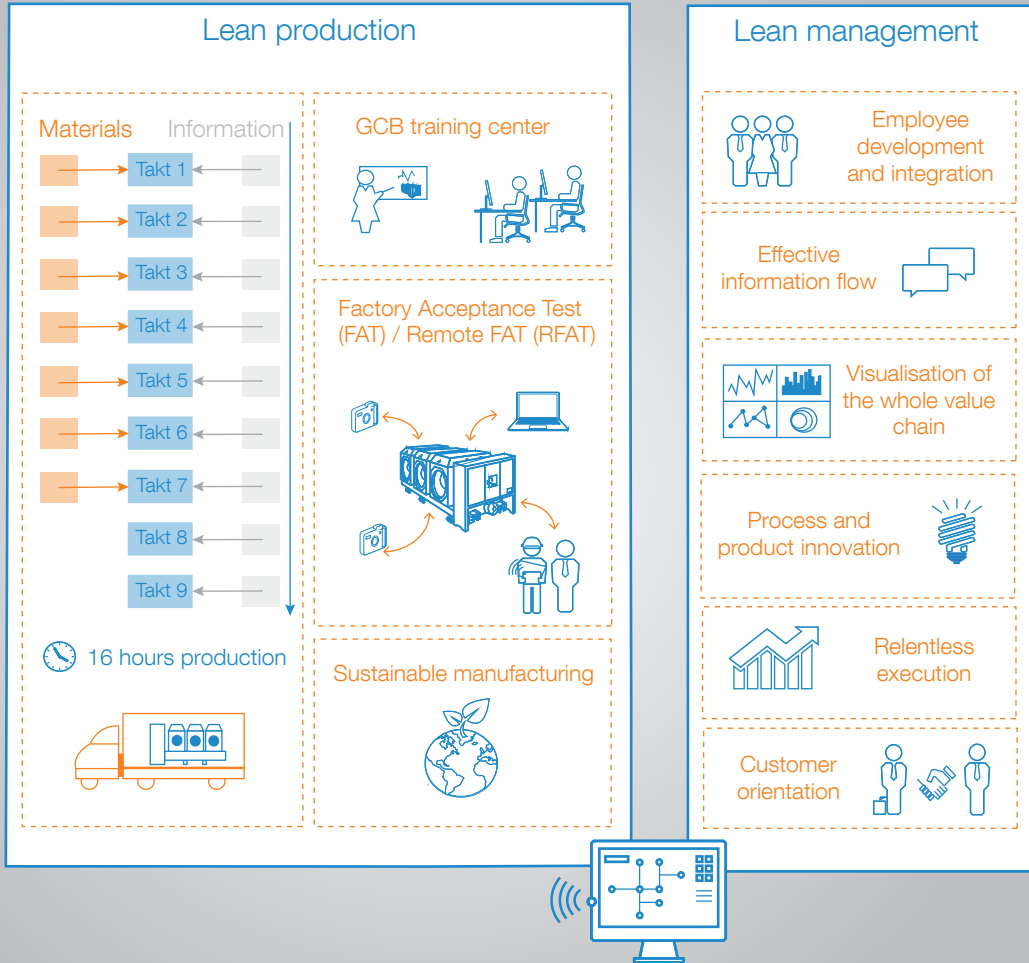 Lean production
Materials Information
Takt 1
Takt 2
Takt 3
Takt 4
Takt 5
Takt 6
Takt 7
Takt 8
Takt 9
16 hours production
GCB training center
Factory Acceptance Test
(FAT) / Remote FAT (RFAT)
Sustainable manufacturing
Lean management
Employee
development
and integration
Effective
information flow
Visualisation of
the whole value
chain
Process and
product innovation
Relentless
execution
Customer
orientation